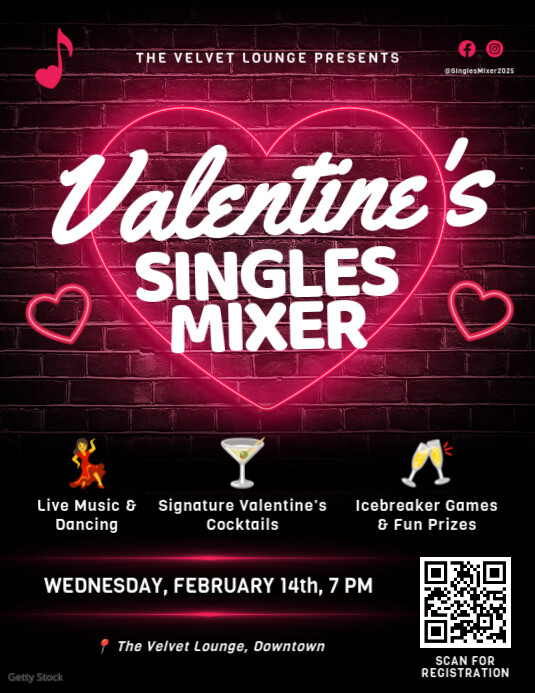 THE VELVET LOUNGE PRESENTS
@SinglesMixer2025
Valentine's
SINGLES
MIXER
Live Music &
Dancing
Signature Valentine's
Cocktails
Icebreaker Games
& Fun Prizes
WEDNESDAY, FEBRUARY 14th, 7 PM
The Velvet Lounge, Downtown
SCAN FOR
REGISTRATION
Getty Stock